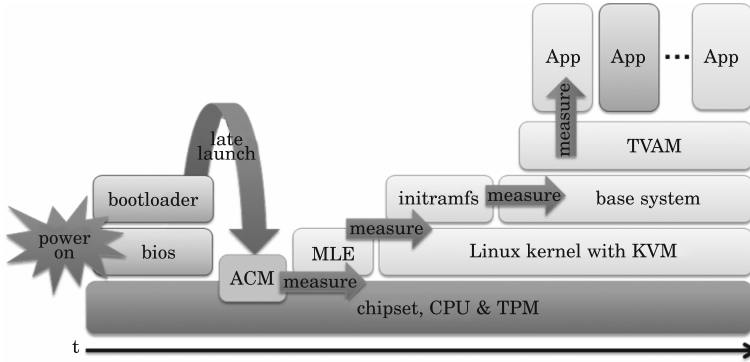 App
App
...
App
measure
TVAM
late
launch
bootloader
initramfs
measure
base system
power
on
bios
MLE
measure
Linux kernel with KVM
ACM
measure
chipset, CPU & TPM
t